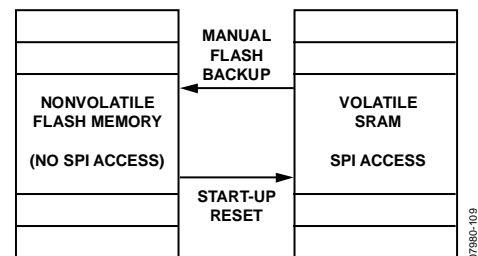 MANUAL
FLASH
BACKUP
NONVOLATILE
FLASH MEMORY
(NO SPI ACCESS)
VOLATILE
SRAM
SPI ACCESS
START-UP
RESET
07980-109